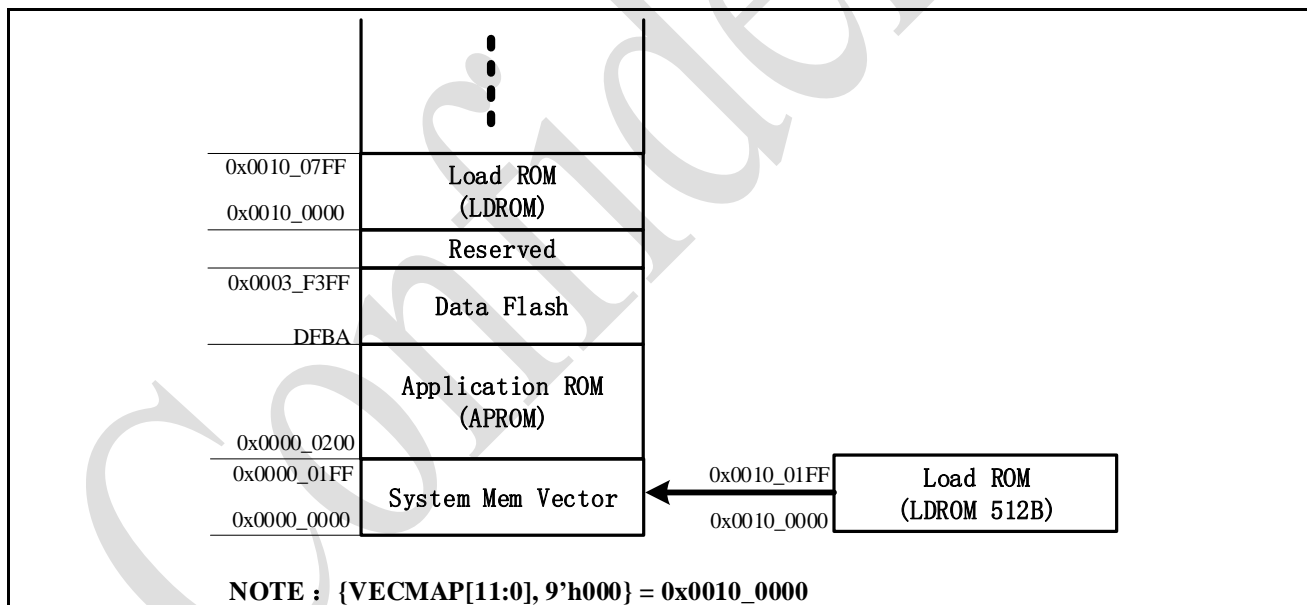 0x0010_07FF
Load ROM
(LDROM)
0x0010_0000
Reserved
0x0003_F3FF
Data Flash
DFBA
Application ROM
(APROM)
0x0000_0200
0x0000_01FF
System Mem Vector
0x0000_0000
0x0010_01FF
0x0010_0000
Load ROM
(LDROM 512B)
NOTE ： {VECMAP[11:0], 9’h000} = 0x0010_0000